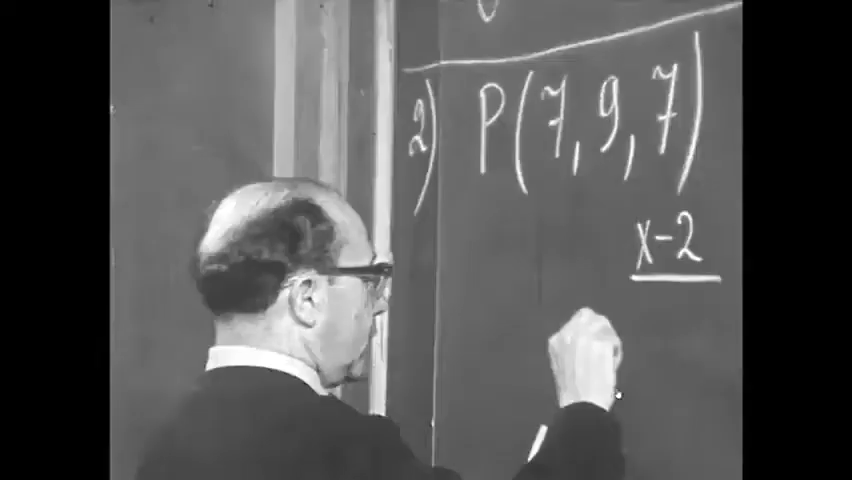 2) P(7, 9, 7)
x-2